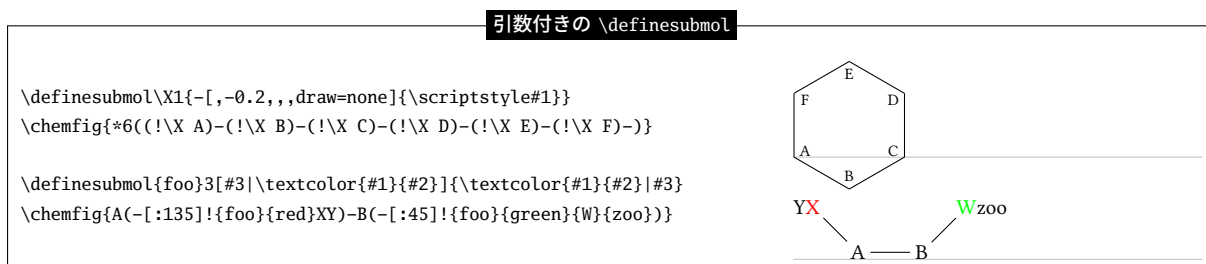 引数付きの \definesubmol
\definesubmol\X1{-[,-0.2,,,draw=none]{\scriptstyle#1}}
\chemfig{*6((!\X A)-(!\X B)-(!\X C)-(!\X D)-(!\X E)-(!\X F)-)}
\definesubmol{foo}3[#3|\textcolor{#1}{#2}]{\textcolor{#1}{#2}|#3}
\chemfig{A(-[:135]!{foo}{red}XY)-B(-[:45]!{foo}{green}{W}{zoo})}
E
F D
A C
B
YX Wzoo
A B